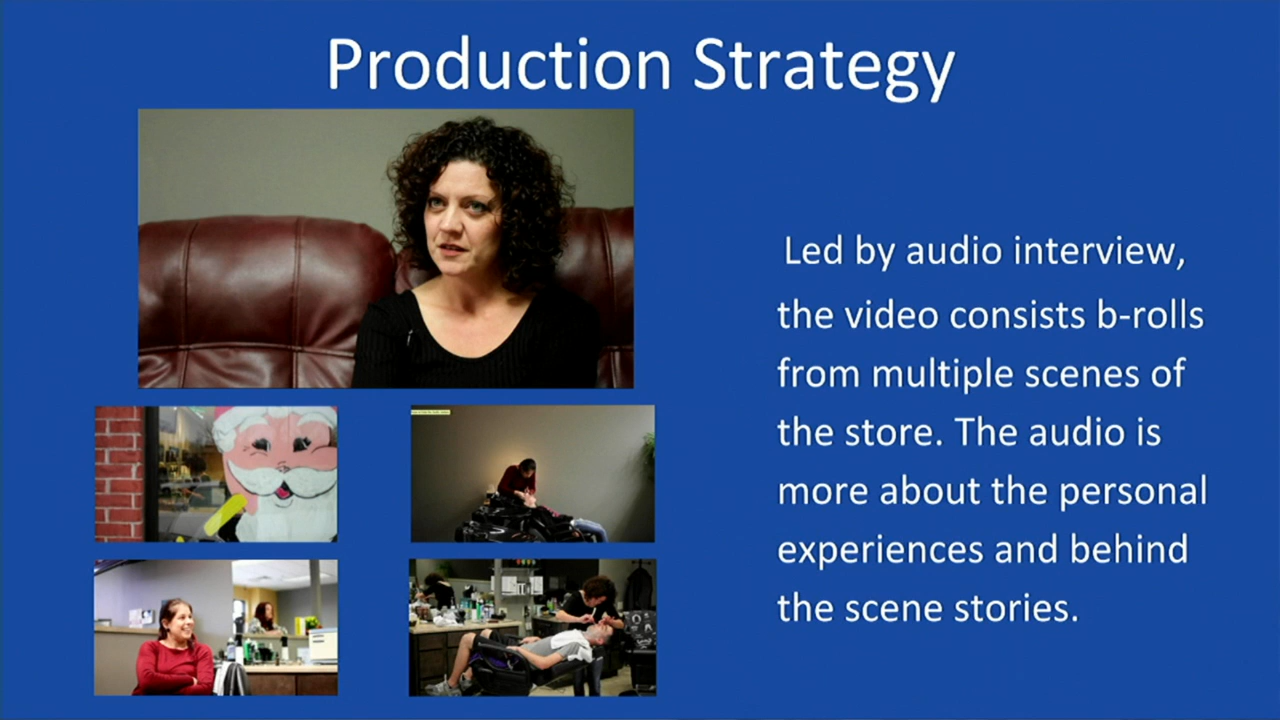 Production Strategy
Led by audio interview,
the video consists b-rolls
from multiple scenes of
the store. The audio is
more about the personal
experiences and behind
the scene stories.